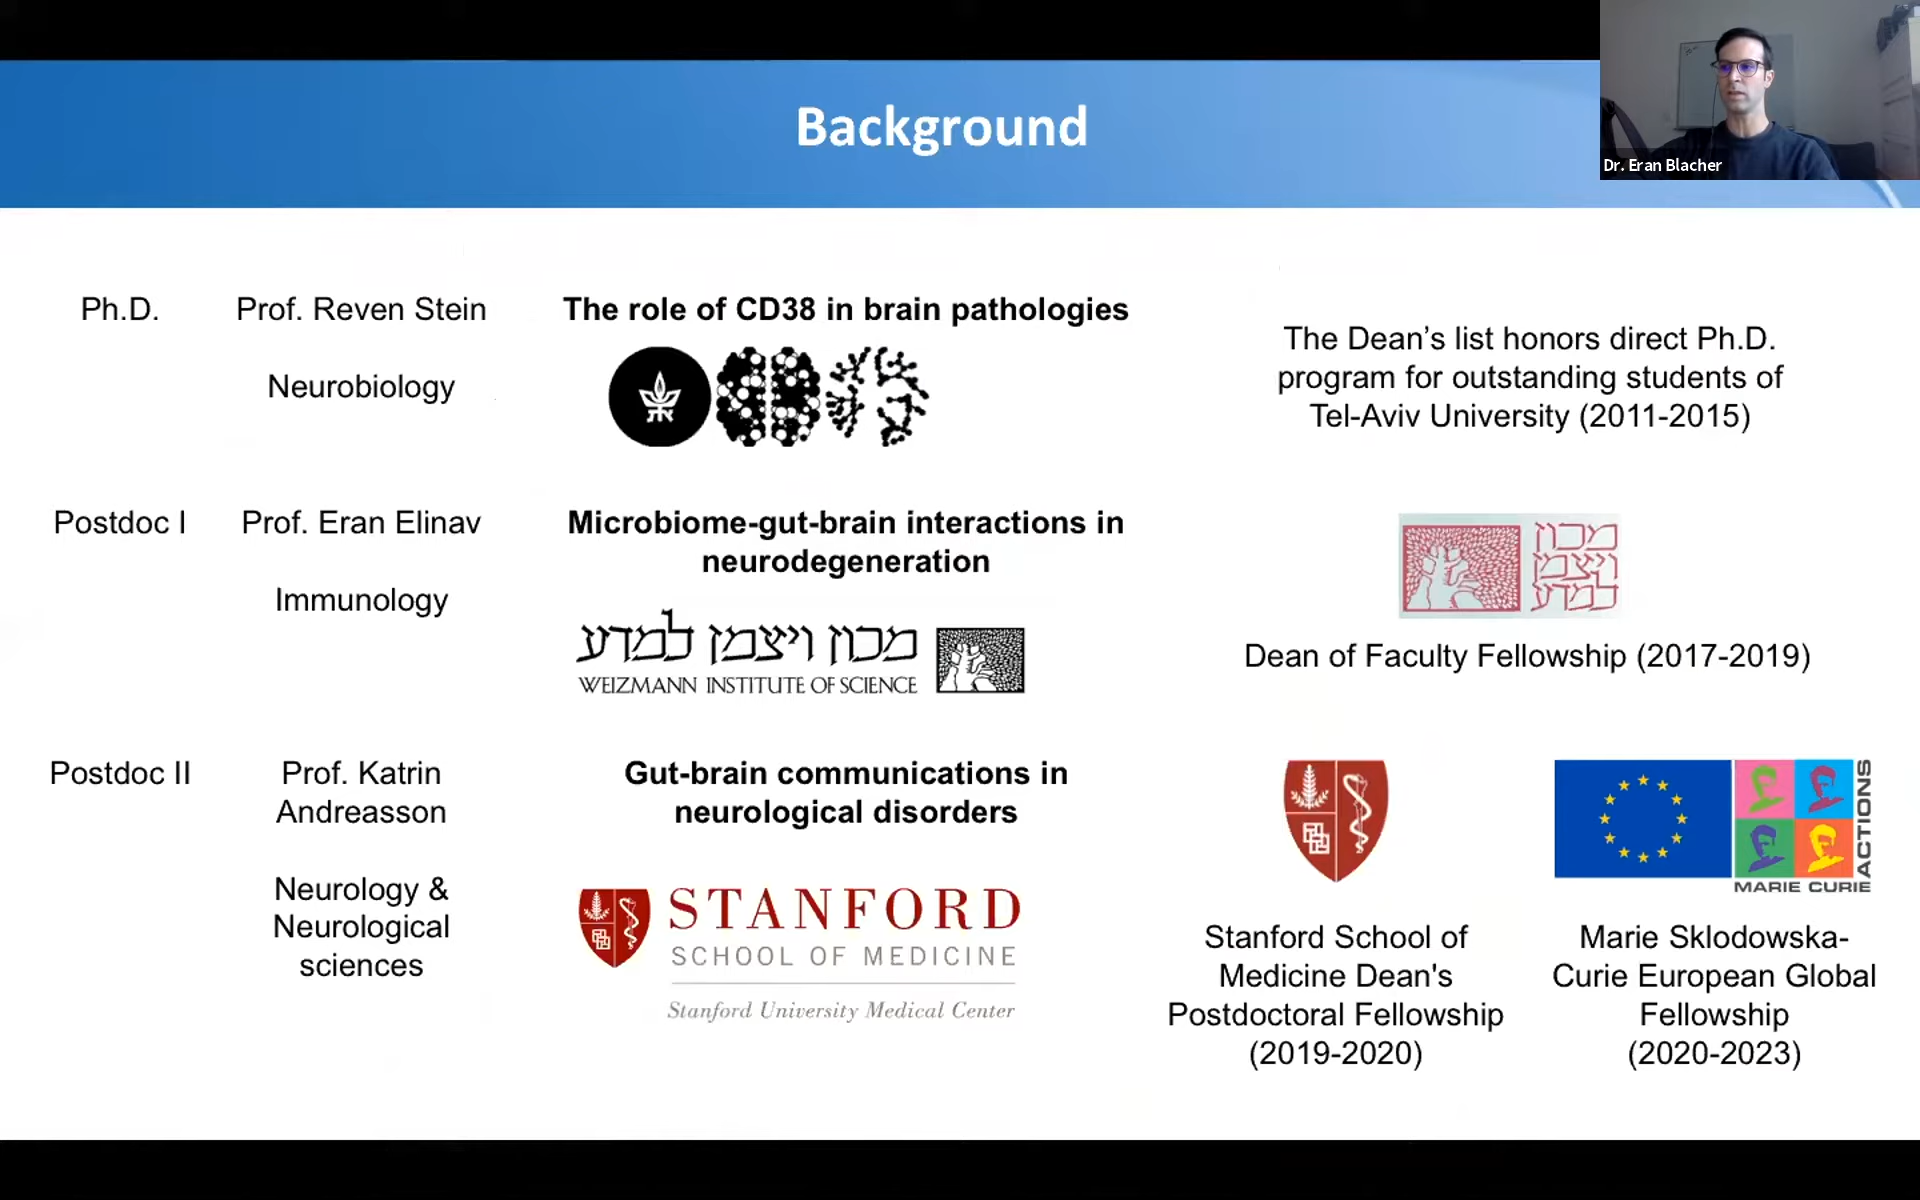 Background
Dr. Eran Blacher
Ph.D.
Prof. Reven Stein
Neurobiology
The role of CD38 in brain pathologies
The Dean’s list honors direct Ph.D.
program for outstanding students of
Tel-Aviv University (2011-2015)
Postdoc I
Prof. Eran Elinav
Immunology
Microbiome-gut-brain interactions in
neurodegeneration
מכון ויצמן למדע
WEIZMANN INSTITUTE OF SCIENCE
מכון
ויצמן
למדע
Dean of Faculty Fellowship (2017-2019)
Postdoc II
Prof. Katrin
Andreasson
Neurology &
Neurological
sciences
Gut-brain communications in
neurological disorders
STANFORD
SCHOOL OF MEDICINE
Stanford University Medical Center
Stanford School of
Medicine Dean's
Postdoctoral Fellowship
(2019-2020)
MARIE CURIE
ACTIONS
Marie Sklodowska-
Curie European Global
Fellowship
(2020-2023)